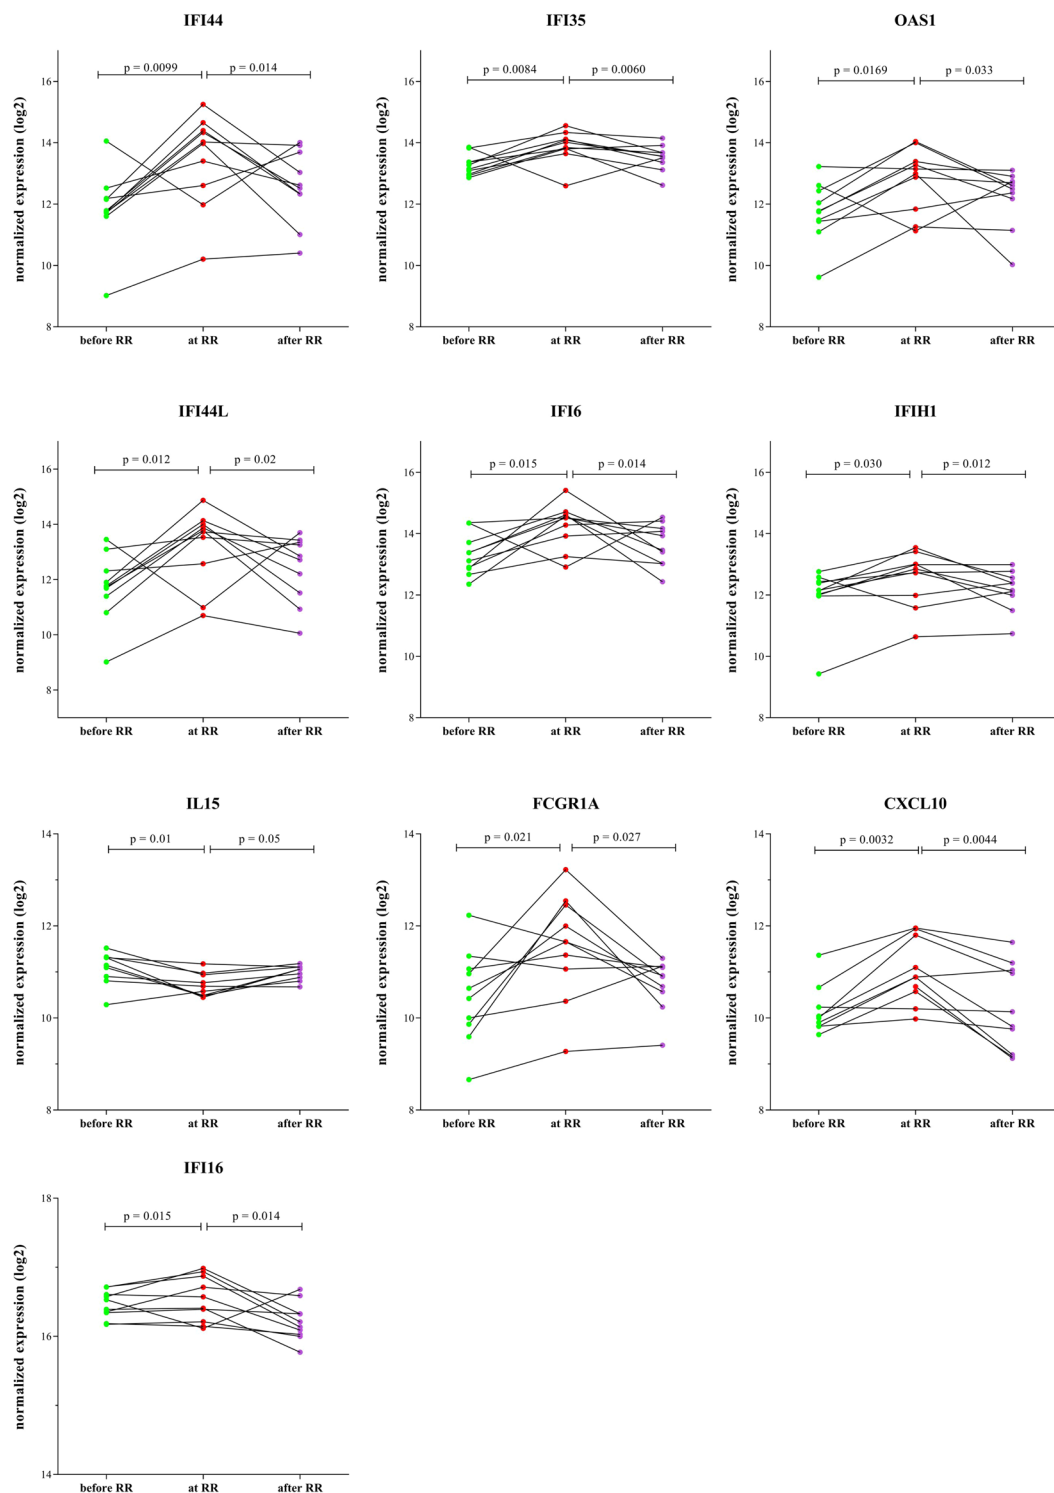 IFI44
IFI35
OAS1
normalized expression (log2)
p = 0.0099
p = 0.014
16
14
12
10
8
before RR
at RR
after RR
normalized expression (log2)
p = 0.0084
p = 0.0060
16
14
12
10
8
before RR
at RR
after RR
normalized expression (log2)
p = 0.0169
p = 0.033
16
14
12
10
8
before RR
at RR
after RR
IFI44L
IFI6
IFIH1
normalized expression (log2)
p = 0.012
p = 0.02
16
14
12
10
8
before RR
at RR
after RR
normalized expression (log2)
p = 0.015
p = 0.014
16
14
12
10
8
before RR
at RR
after RR
normalized expression (log2)
p = 0.030
p = 0.012
16
14
12
10
8
before RR
at RR
after RR
IL15
FCGR1A
CXCL10
normalized expression (log2)
p = 0.01
p = 0.05
14
12
10
8
before RR
at RR
after RR
normalized expression (log2)
p = 0.021
p = 0.027
14
12
10
8
before RR
at RR
after RR
normalized expression (log2)
p = 0.0032
p = 0.0044
14
12
10
8
before RR
at RR
after RR
IFI16
normalized expression (log2)
p = 0.015
p = 0.014
18
16
14
before RR
at RR
after RR